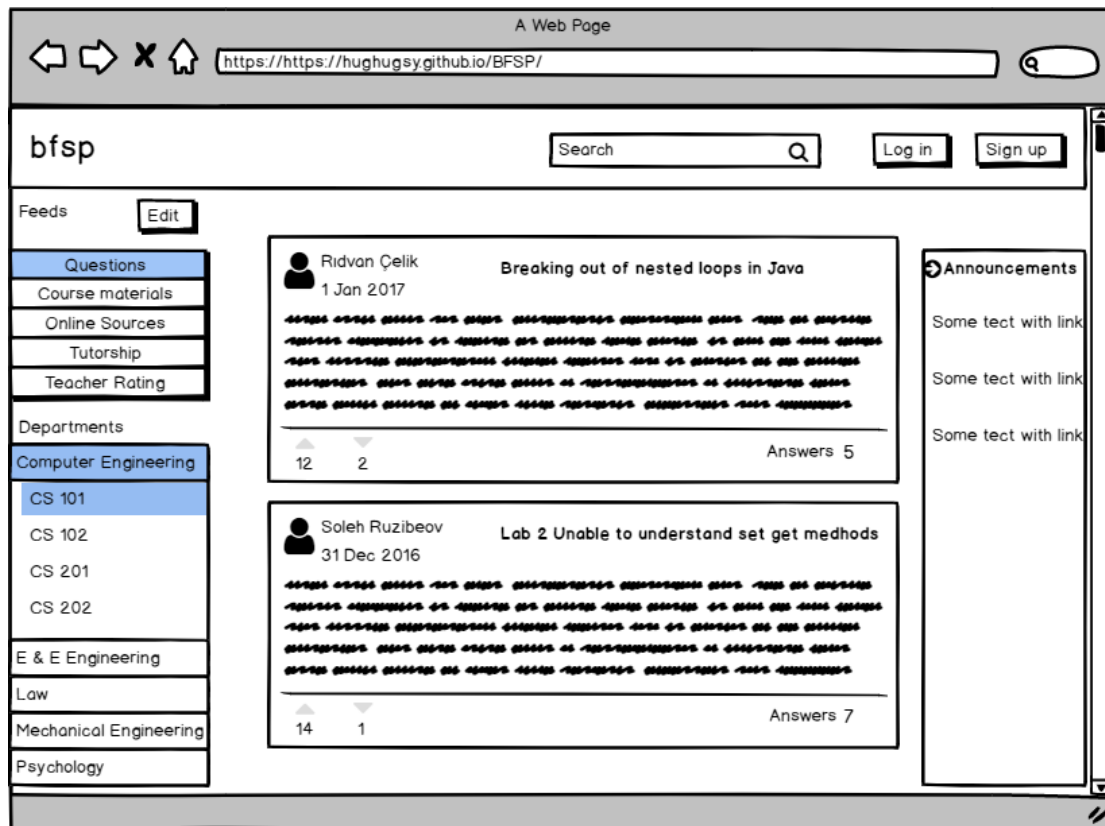 A Web Page
https://https://hughugsy.github.io/BFSP/
bfsp
Search
Log in
Sign up
Feeds
Edit
Questions
Course materials
Online Sources
Tutorship
Teacher Rating
Departments
Computer Engineering
CS 101
CS 102
CS 201
CS 202
E & E Engineering
Law
Mechanical Engineering
Psychology
Rıdvan Çelik
1 Jan 2017
Breaking out of nested loops in Java
12
2
Answers 5
Soleh Ruzibeov
31 Dec 2016
Lab 2 Unable to understand set get medhods
14
1
Answers 7
Announcements
Some tect with link
Some tect with link
Some tect with link